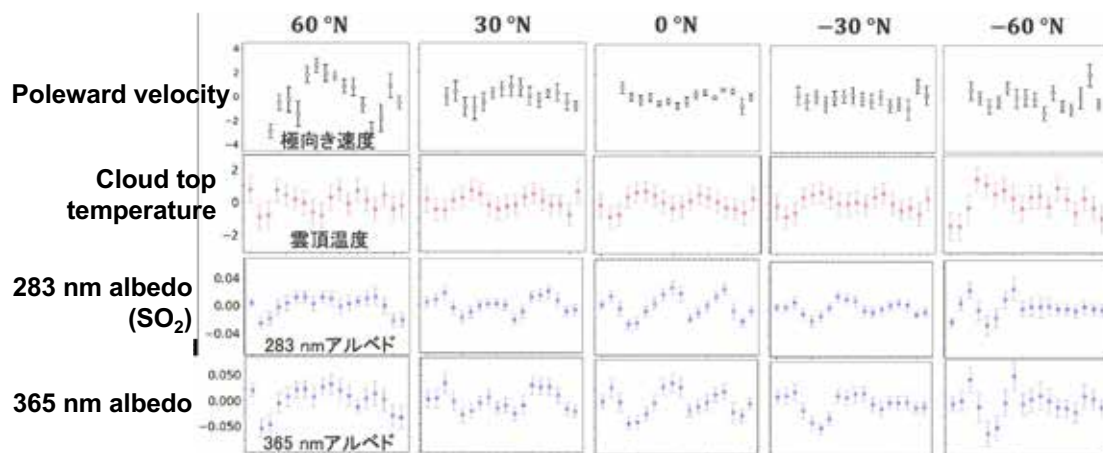 60 °N 30 °N 0 °N −30 °N −60 °N
Poleward velocity
4
2
0
−2
−4
極向き速度
Cloud top
temperature
2
0
−2
雲頂温度
283 nm albedo
(SO₂)
0.04
0.00
−0.04
283 nmアルベド
365 nm albedo
0.050
0.000
−0.050
365 nmアルベド